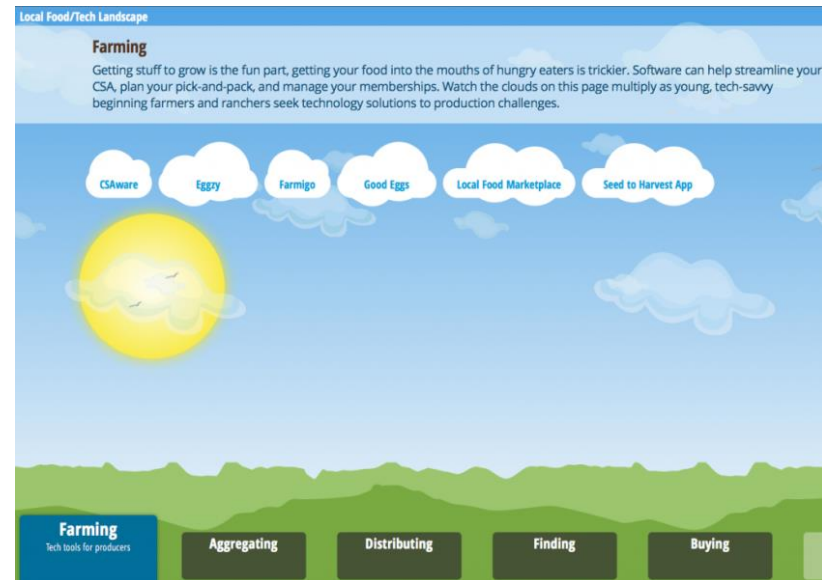 Local Food/Tech Landscape
Farming
Getting stuff to grow is the fun part, getting your food into the mouths of hungry eaters is trickier. Software can help streamline your
CSA, plan your pick-and-pack, and manage your memberships. Watch the clouds on this page multiply as young, tech-savvy
beginning farmers and ranchers seek technology solutions to production challenges.
CSAware
Eggzy
Farmigo
Good Eggs
Local Food Marketplace
Seed to Harvest App
Farming
Tech tools for producers
Aggregating
Distributing
Finding
Buying